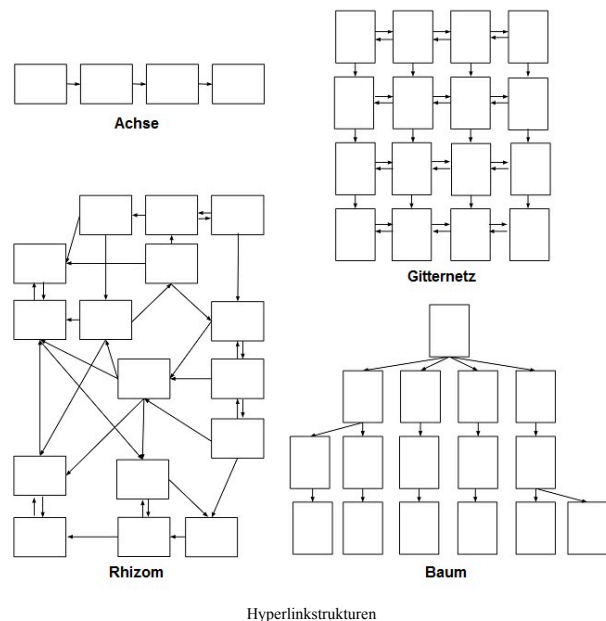 Achse
Gitternetz
Rhizom
Baum
Hyperlinkstrukturen